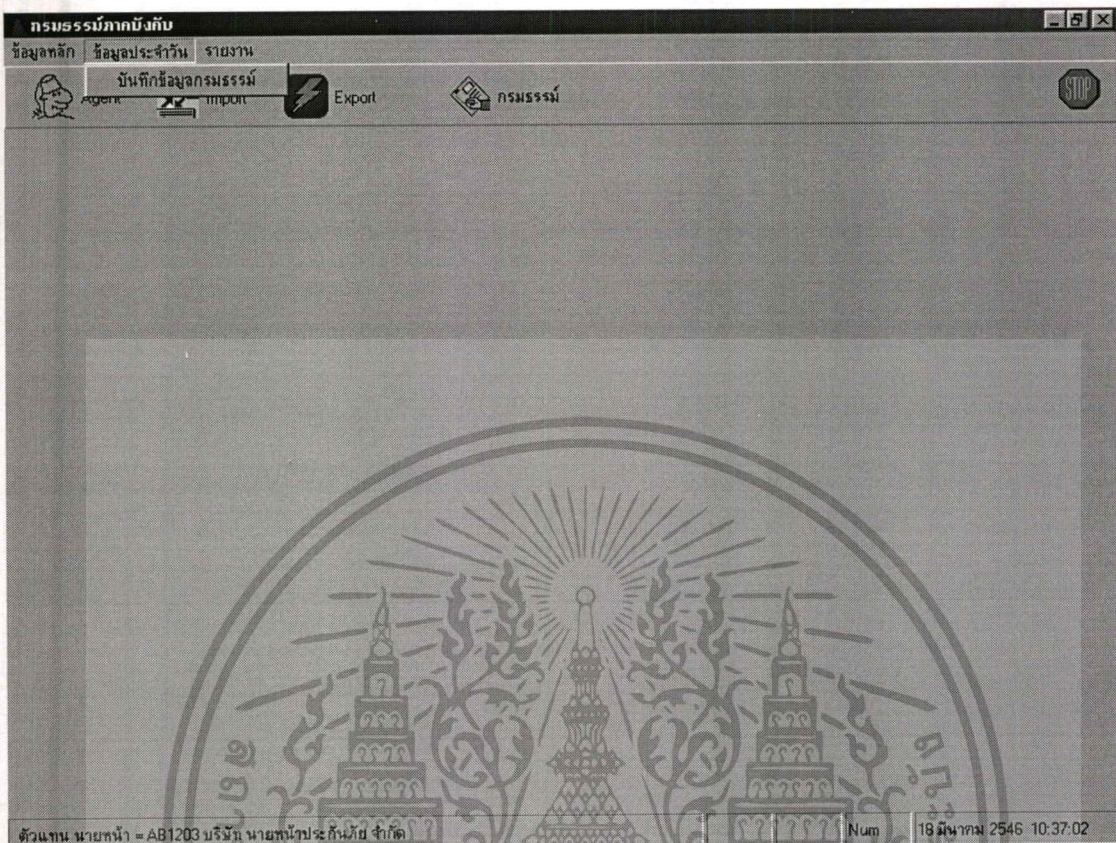 กรมธรรม์ภาคบังคับ
ข้อมูลหลัก ข้อมูลประจำวัน รายงาน
บันทึกข้อมูลกรมธรรม์
Agent Import Export กรมธรรม์ STOP
ตัวแทน นายหน้า = AB1203 บริษัท นายหน้าประกันภัย จำกัด Num 18 มีนาคม 2546 10:37:02